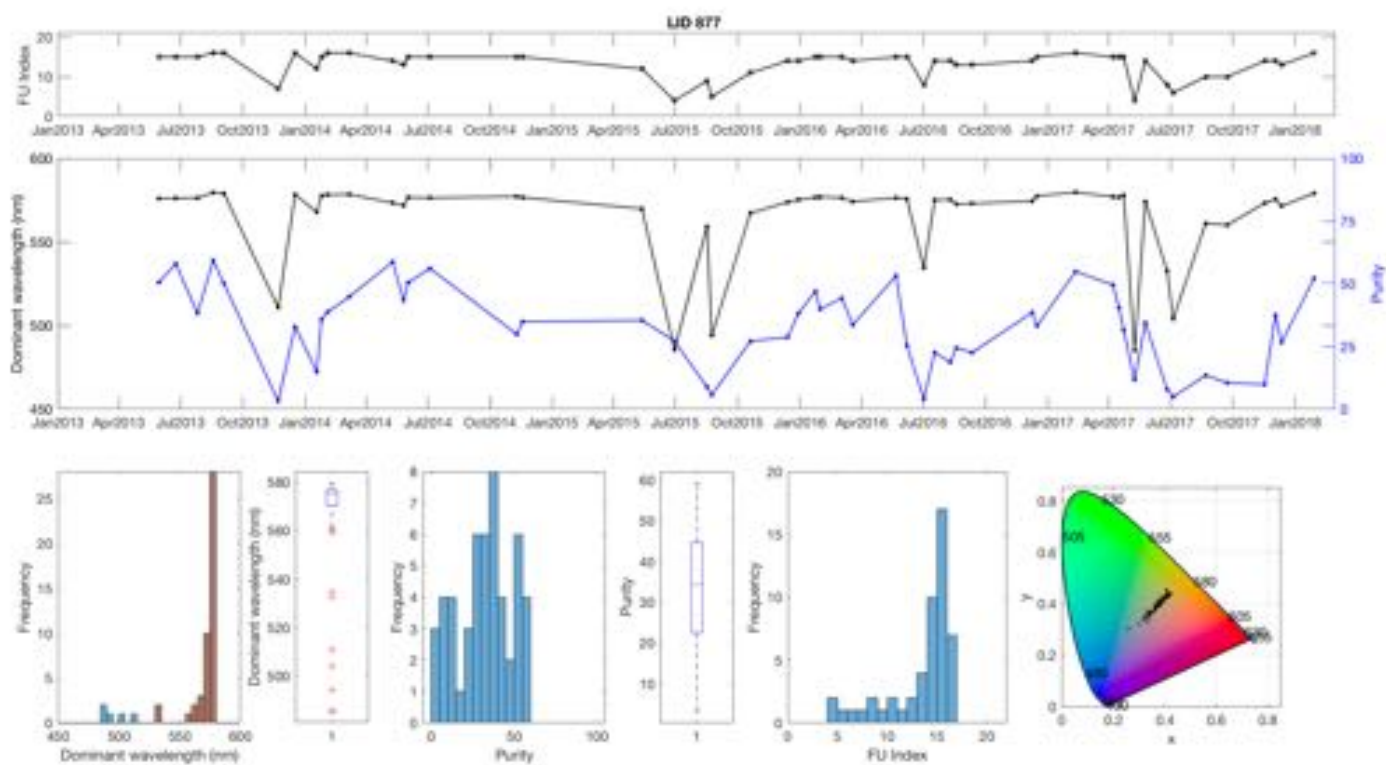 LID 877
20
10
0
FU Index
Jan2013 Apr2013 Jul2013 Oct2013 Jan2014 Apr2014 Jul2014 Oct2014 Jan2015 Apr2015 Jul2015 Oct2015 Jan2016 Apr2016 Jul2016 Oct2016 Jan2017 Apr2017 Jul2017 Oct2017 Jan2018
600
550
500
450
Dominant wavelength (nm)
100
75
50
25
0
Purity
Jan2013 Apr2013 Jul2013 Oct2013 Jan2014 Apr2014 Jul2014 Oct2014 Jan2015 Apr2015 Jul2015 Oct2015 Jan2016 Apr2016 Jul2016 Oct2016 Jan2017 Apr2017 Jul2017 Oct2017 Jan2018
25
20
15
10
5
0
Frequency
450 500 550 600
Dominant wavelength (nm)
580
560
540
520
500
Dominant wavelength (nm)
1
8
7
6
5
4
3
2
1
0
Frequency
0 50 100
Purity
60
50
40
30
20
10
Purity
1
20
15
10
5
0
Frequency
5 10 15 20
FU Index
0.8
0.6
0.4
0.2
0
y
0 0.2 0.4 0.6 0.8
x
505
530
555
580